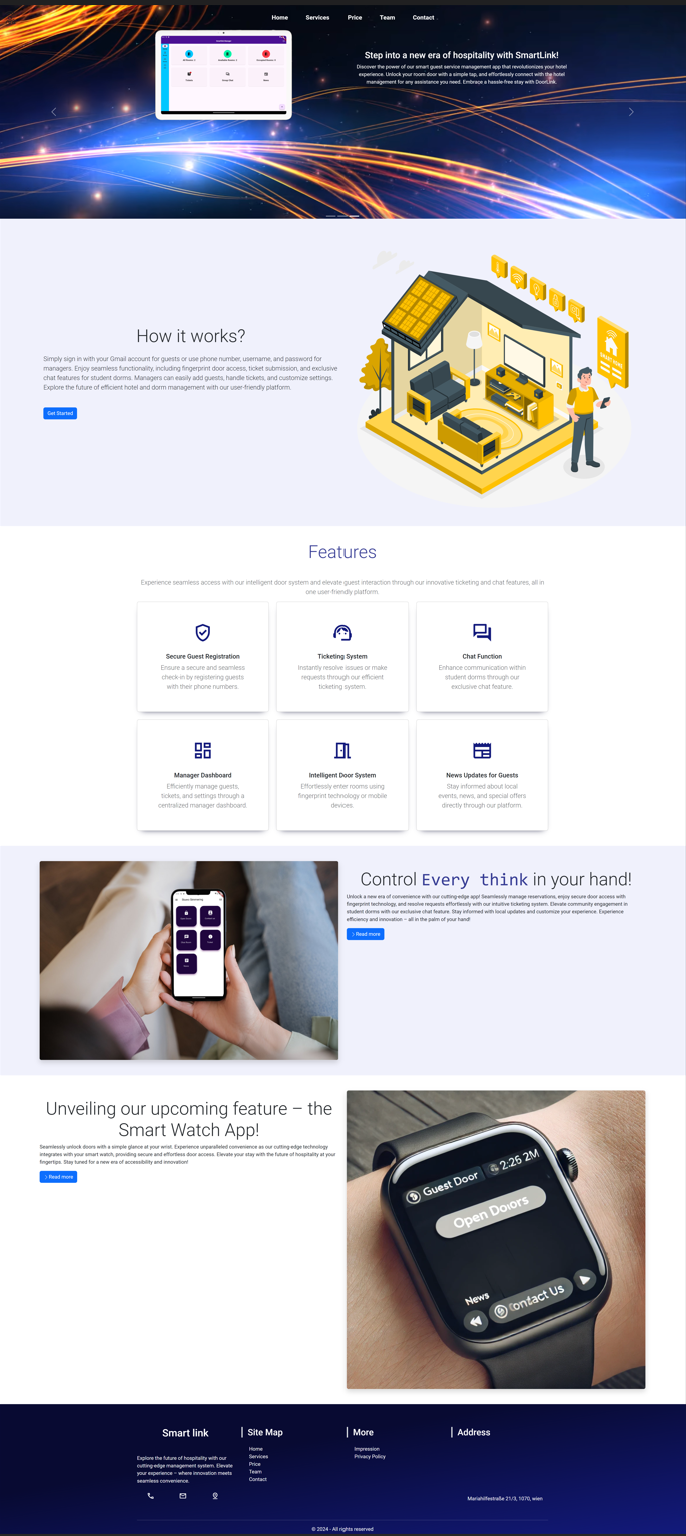 Home Services Price Team Contact
Step into a new era of hospitality with SmartLink!
Discover the power of our smart guest service management app that revolutionizes your hotel
experience. Unlock your room door with a simple tap, and effortlessly connect with the hotel
management for any assistance you need. Embrace a hassle-free stay with DoorLink.
How it works?
Simply sign in with your Gmail account for guests or use phone number, username, and password for
managers. Enjoy seamless functionality, including fingerprint door access, ticket submission, and exclusive
chat features for student dorms. Managers can easily add guests, handle tickets, and customize settings.
Explore the future of efficient hotel and dorm management with our user-friendly platform.
Get Started
SMART HOME
Features
Experience seamless access with our intelligent door system and elevate guest interaction through our innovative ticketing and chat features, all in
one user-friendly platform.
Secure Guest Registration
Ensure a secure and seamless
check-in by registering guests
with their phone numbers.
Ticketing System
Instantly resolve issues or make
requests through our efficient
ticketing system.
Chat Function
Enhance communication within
student dorms through our
exclusive chat feature.
Manager Dashboard
Efficiently manage guests,
tickets, and settings through a
centralized manager dashboard.
Intelligent Door System
Effortlessly enter rooms using
fingerprint technology or mobile
devices.
News Updates for Guests
Stay informed about local
events, news, and special offers
directly through our platform.
Control Every think in your hand!
Unlock a new era of convenience with our cutting-edge app! Seamlessly manage reservations, enjoy secure door access with
fingerprint technology, and resolve requests effortlessly with our intuitive ticketing system. Elevate community engagement in
student dorms with our exclusive chat feature. Stay informed with local updates and customize your experience. Experience
efficiency and innovation – all in the palm of your hand!
Read more
Unveiling our upcoming feature – the
Smart Watch App!
Seamlessly unlock doors with a simple glance at your wrist. Experience unparalleled convenience as our cutting-edge technology
integrates with your smart watch, providing secure and effortless door access. Elevate your stay with the future of hospitality at your
fingertips. Stay tuned for a new era of accessibility and innovation!
Read more
Guest Door
2:26 2M
Open Doors
News
Contact Us
Smart link
Explore the future of hospitality with our
cutting-edge management system. Elevate
your experience – where innovation meets
seamless convenience.
Site Map
Home
Services
Price
Team
Contact
More
Impression
Privacy Policy
Address
Mariahilfestraße 21/3, 1070, wien
© 2024 - All rights reserved